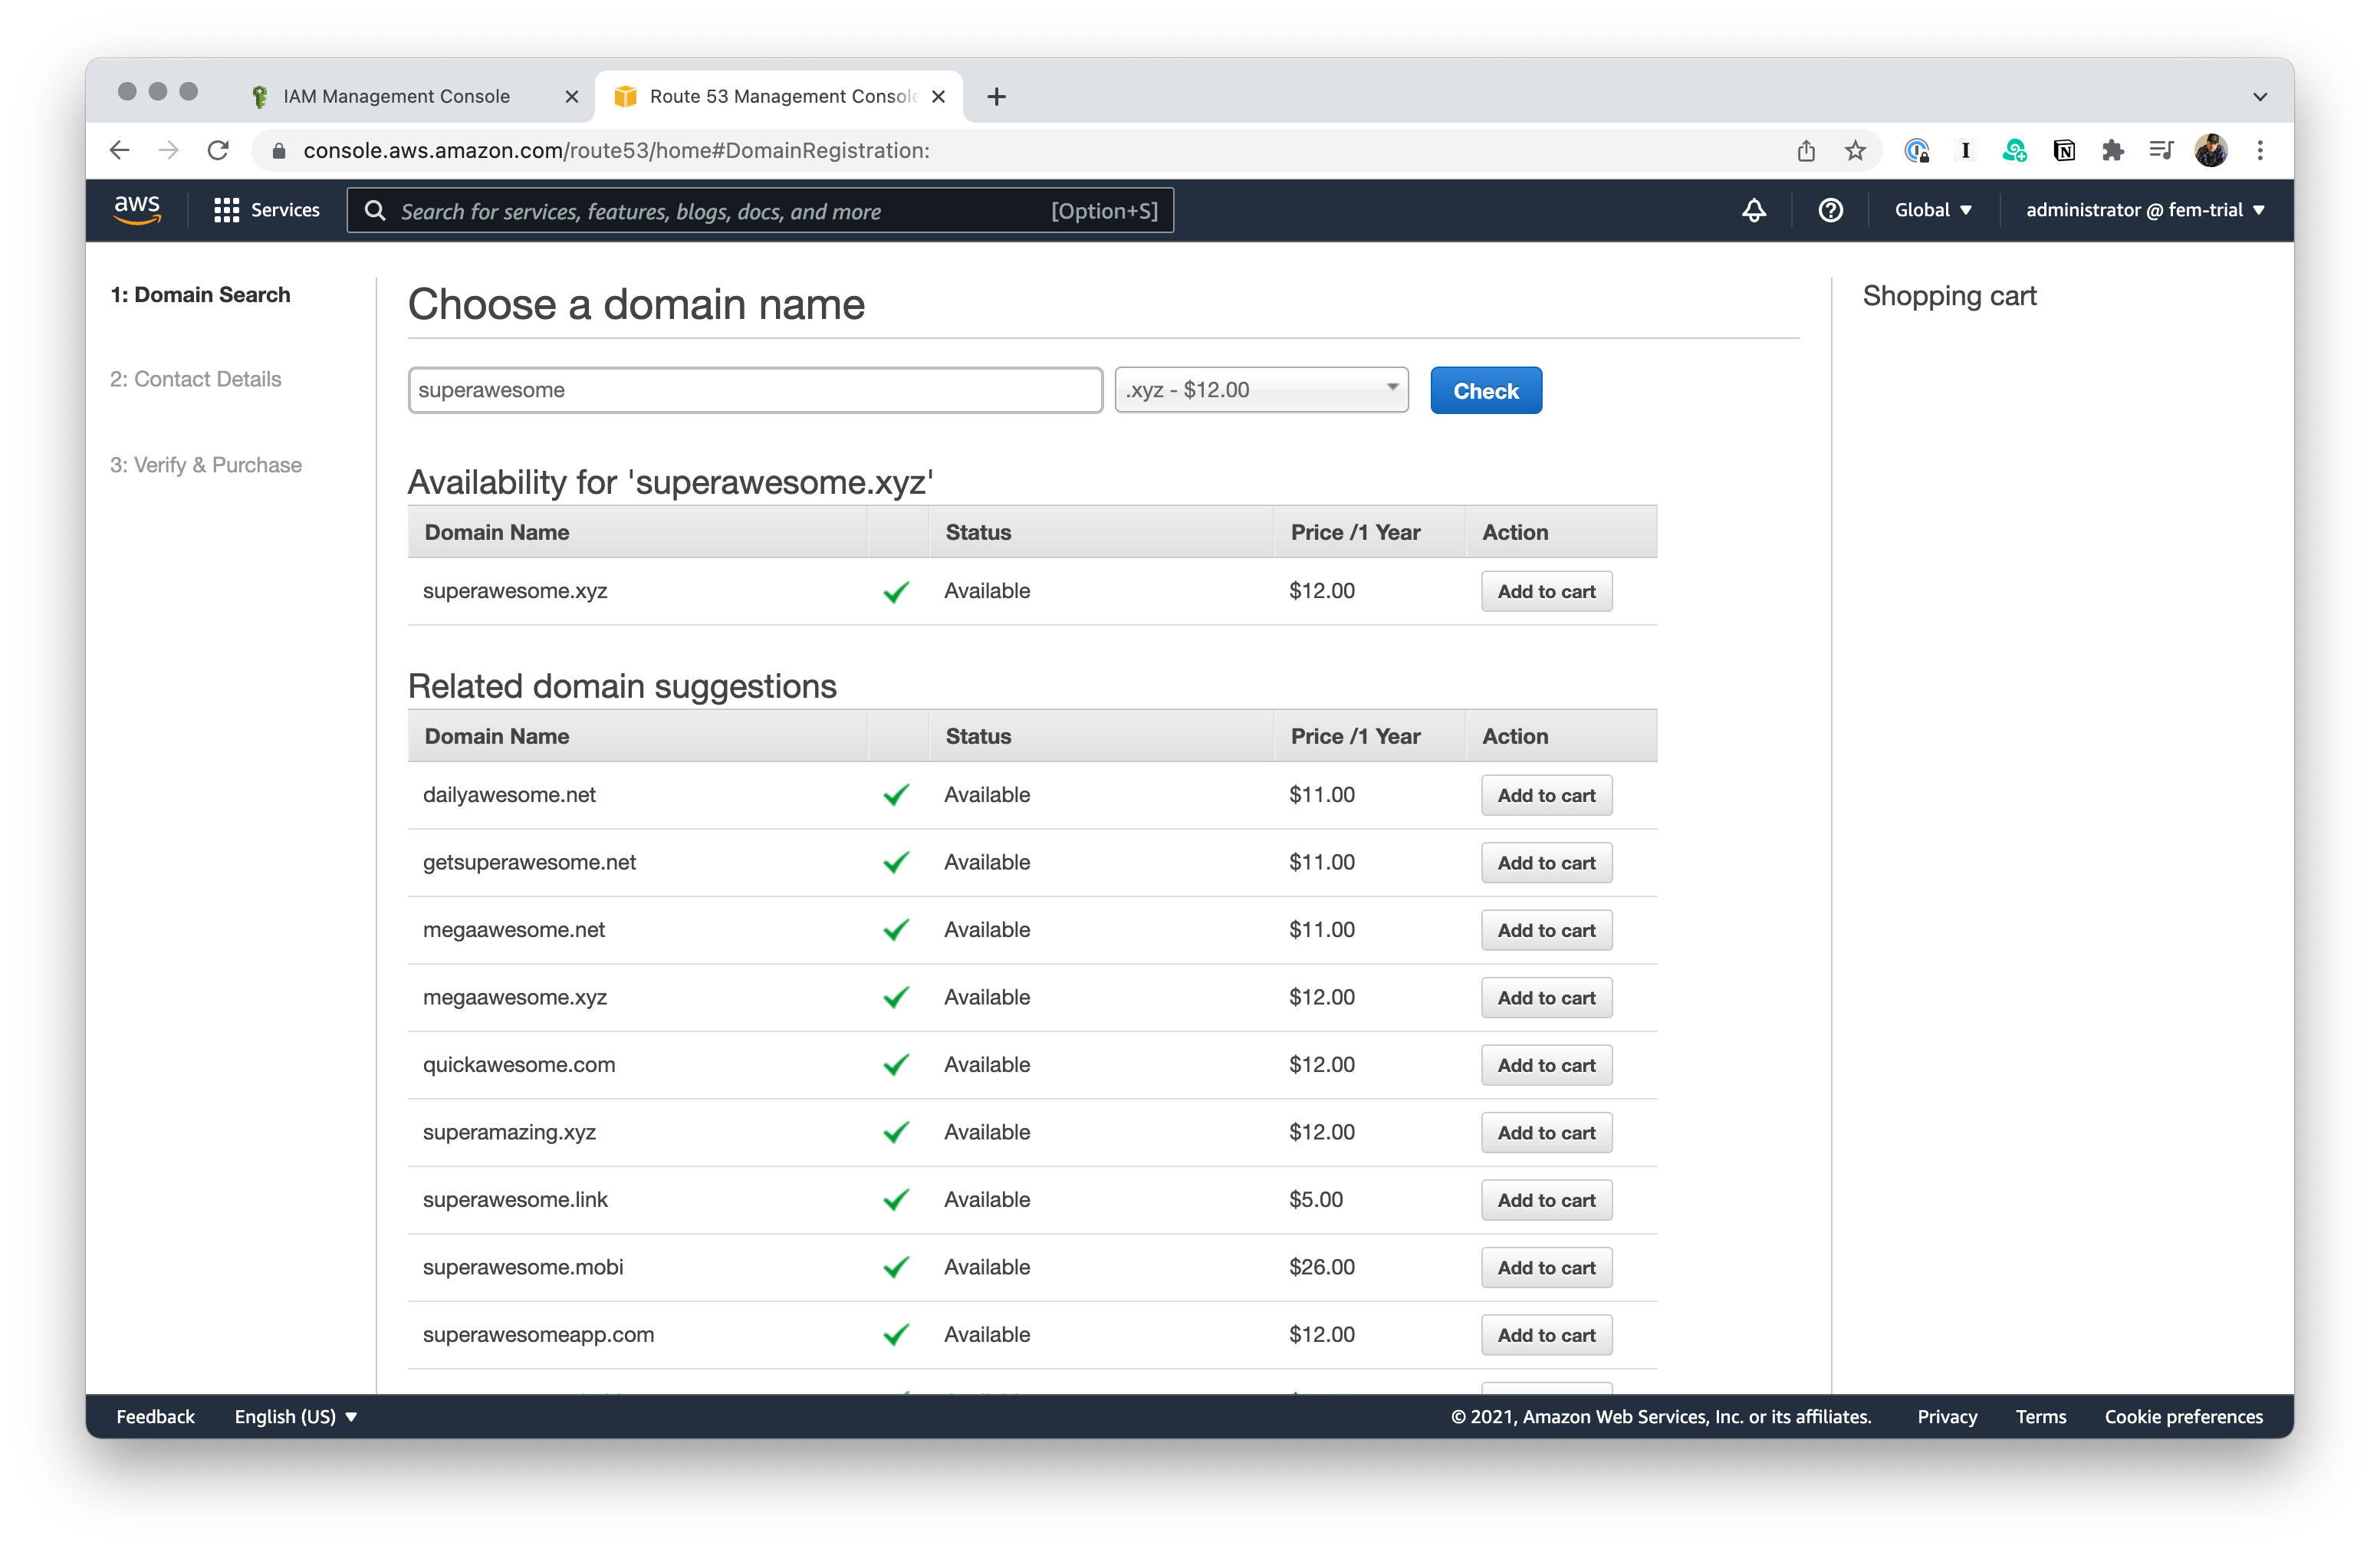 IAM Management Console
Route 53 Management Console
console.aws.amazon.com/route53/home#DomainRegistration:
aws
Services
Search for services, features, blogs, docs, and more
[Option+S]
Global
administrator @ fem-trial
1: Domain Search
2: Contact Details
3: Verify & Purchase
Choose a domain name
superawesome
.xyz - $12.00
Check
Availability for 'superawesome.xyz'
Domain Name Status Price /1 Year Action
superawesome.xyz Available $12.00 Add to cart
Related domain suggestions
Domain Name Status Price /1 Year Action
dailyawesome.net Available $11.00 Add to cart
getsuperawesome.net Available $11.00 Add to cart
megaawesome.net Available $11.00 Add to cart
megaawesome.xyz Available $12.00 Add to cart
quickawesome.com Available $12.00 Add to cart
superamazing.xyz Available $12.00 Add to cart
superawesome.link Available $5.00 Add to cart
superawesome.mobi Available $26.00 Add to cart
superawesomeapp.com Available $12.00 Add to cart
Shopping cart
Feedback
English (US)
© 2021, Amazon Web Services, Inc. or its affiliates.
Privacy
Terms
Cookie preferences